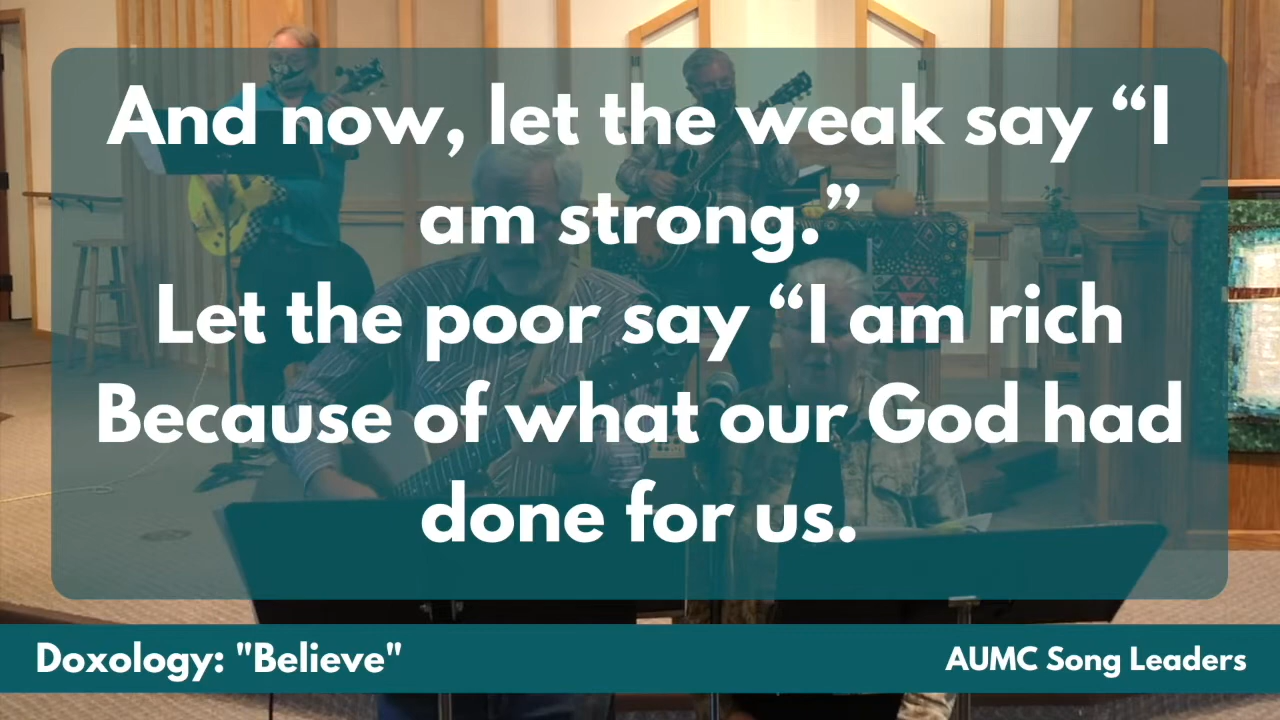 And now, let the weak say “I
am strong.”
Let the poor say “I am rich
Because of what our God had
done for us.
Doxology: "Believe"
AUMC Song Leaders